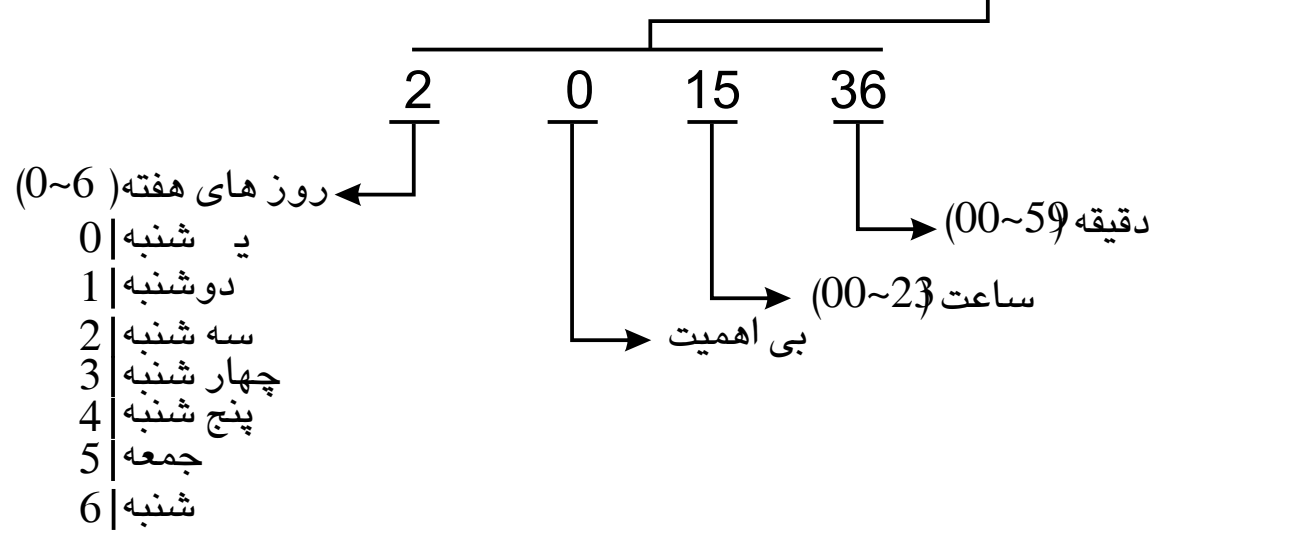 2 0 15 36
روز های هفته (0~6)
دقیقه (00~59)
یـ شنبه | 0
دوشنبه | 1
ساعت (00~23)
سه شنبه | 2
بی اهمیت
چهار شنبه | 3
پنج شنبه | 4
جمعه | 5
شنبه | 6